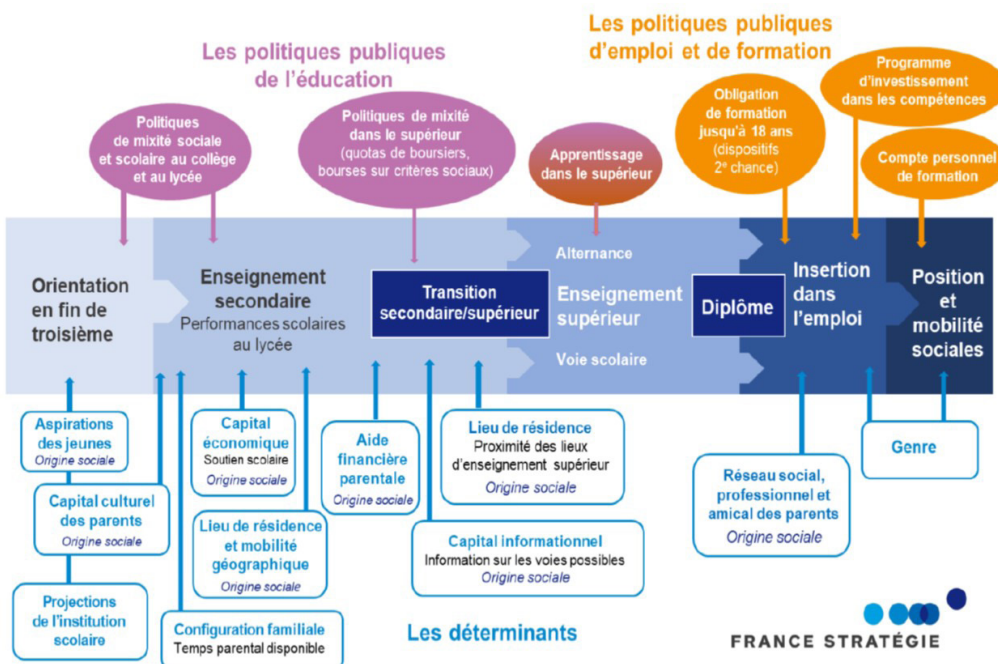 Les politiques publiques
de l'éducation
Les politiques publiques
d'emploi et de formation
Politiques
de mixité sociale
et scolaire au collège
et au lycée
Politiques de mixité
dans le supérieur
(quotas de boursiers,
bourses sur critères sociaux)
Apprentissage
dans le supérieur
Obligation
de formation
jusqu'à 18 ans
(dispositifs
2e chance)
Programme
d'investissement
dans les compétences
Compte personnel
de formation
Orientation
en fin de
troisième
Enseignement
secondaire
Performances scolaires
au lycée
Transition
secondaire/supérieur
Alternance
Enseignement
supérieur
Voie scolaire
Diplôme
Insertion
dans
l'emploi
Position
et
mobilité
sociales
Aspirations
des jeunes
Origine sociale
Capital culturel
des parents
Origine sociale
Projections
de l'institution
scolaire
Capital
économique
Soutien scolaire
Origine sociale
Lieu de résidence
et mobilité
géographique
Origine sociale
Configuration familiale
Temps parental disponible
Aide
financière
parentale
Origine sociale
Lieu de résidence
Proximité des lieux
d'enseignement supérieur
Origine sociale
Capital informationnel
Information sur les voies possibles
Origine sociale
Réseau social,
professionnel et
amical des parents
Origine sociale
Genre
Les déterminants
FRANCE STRATÉGIE